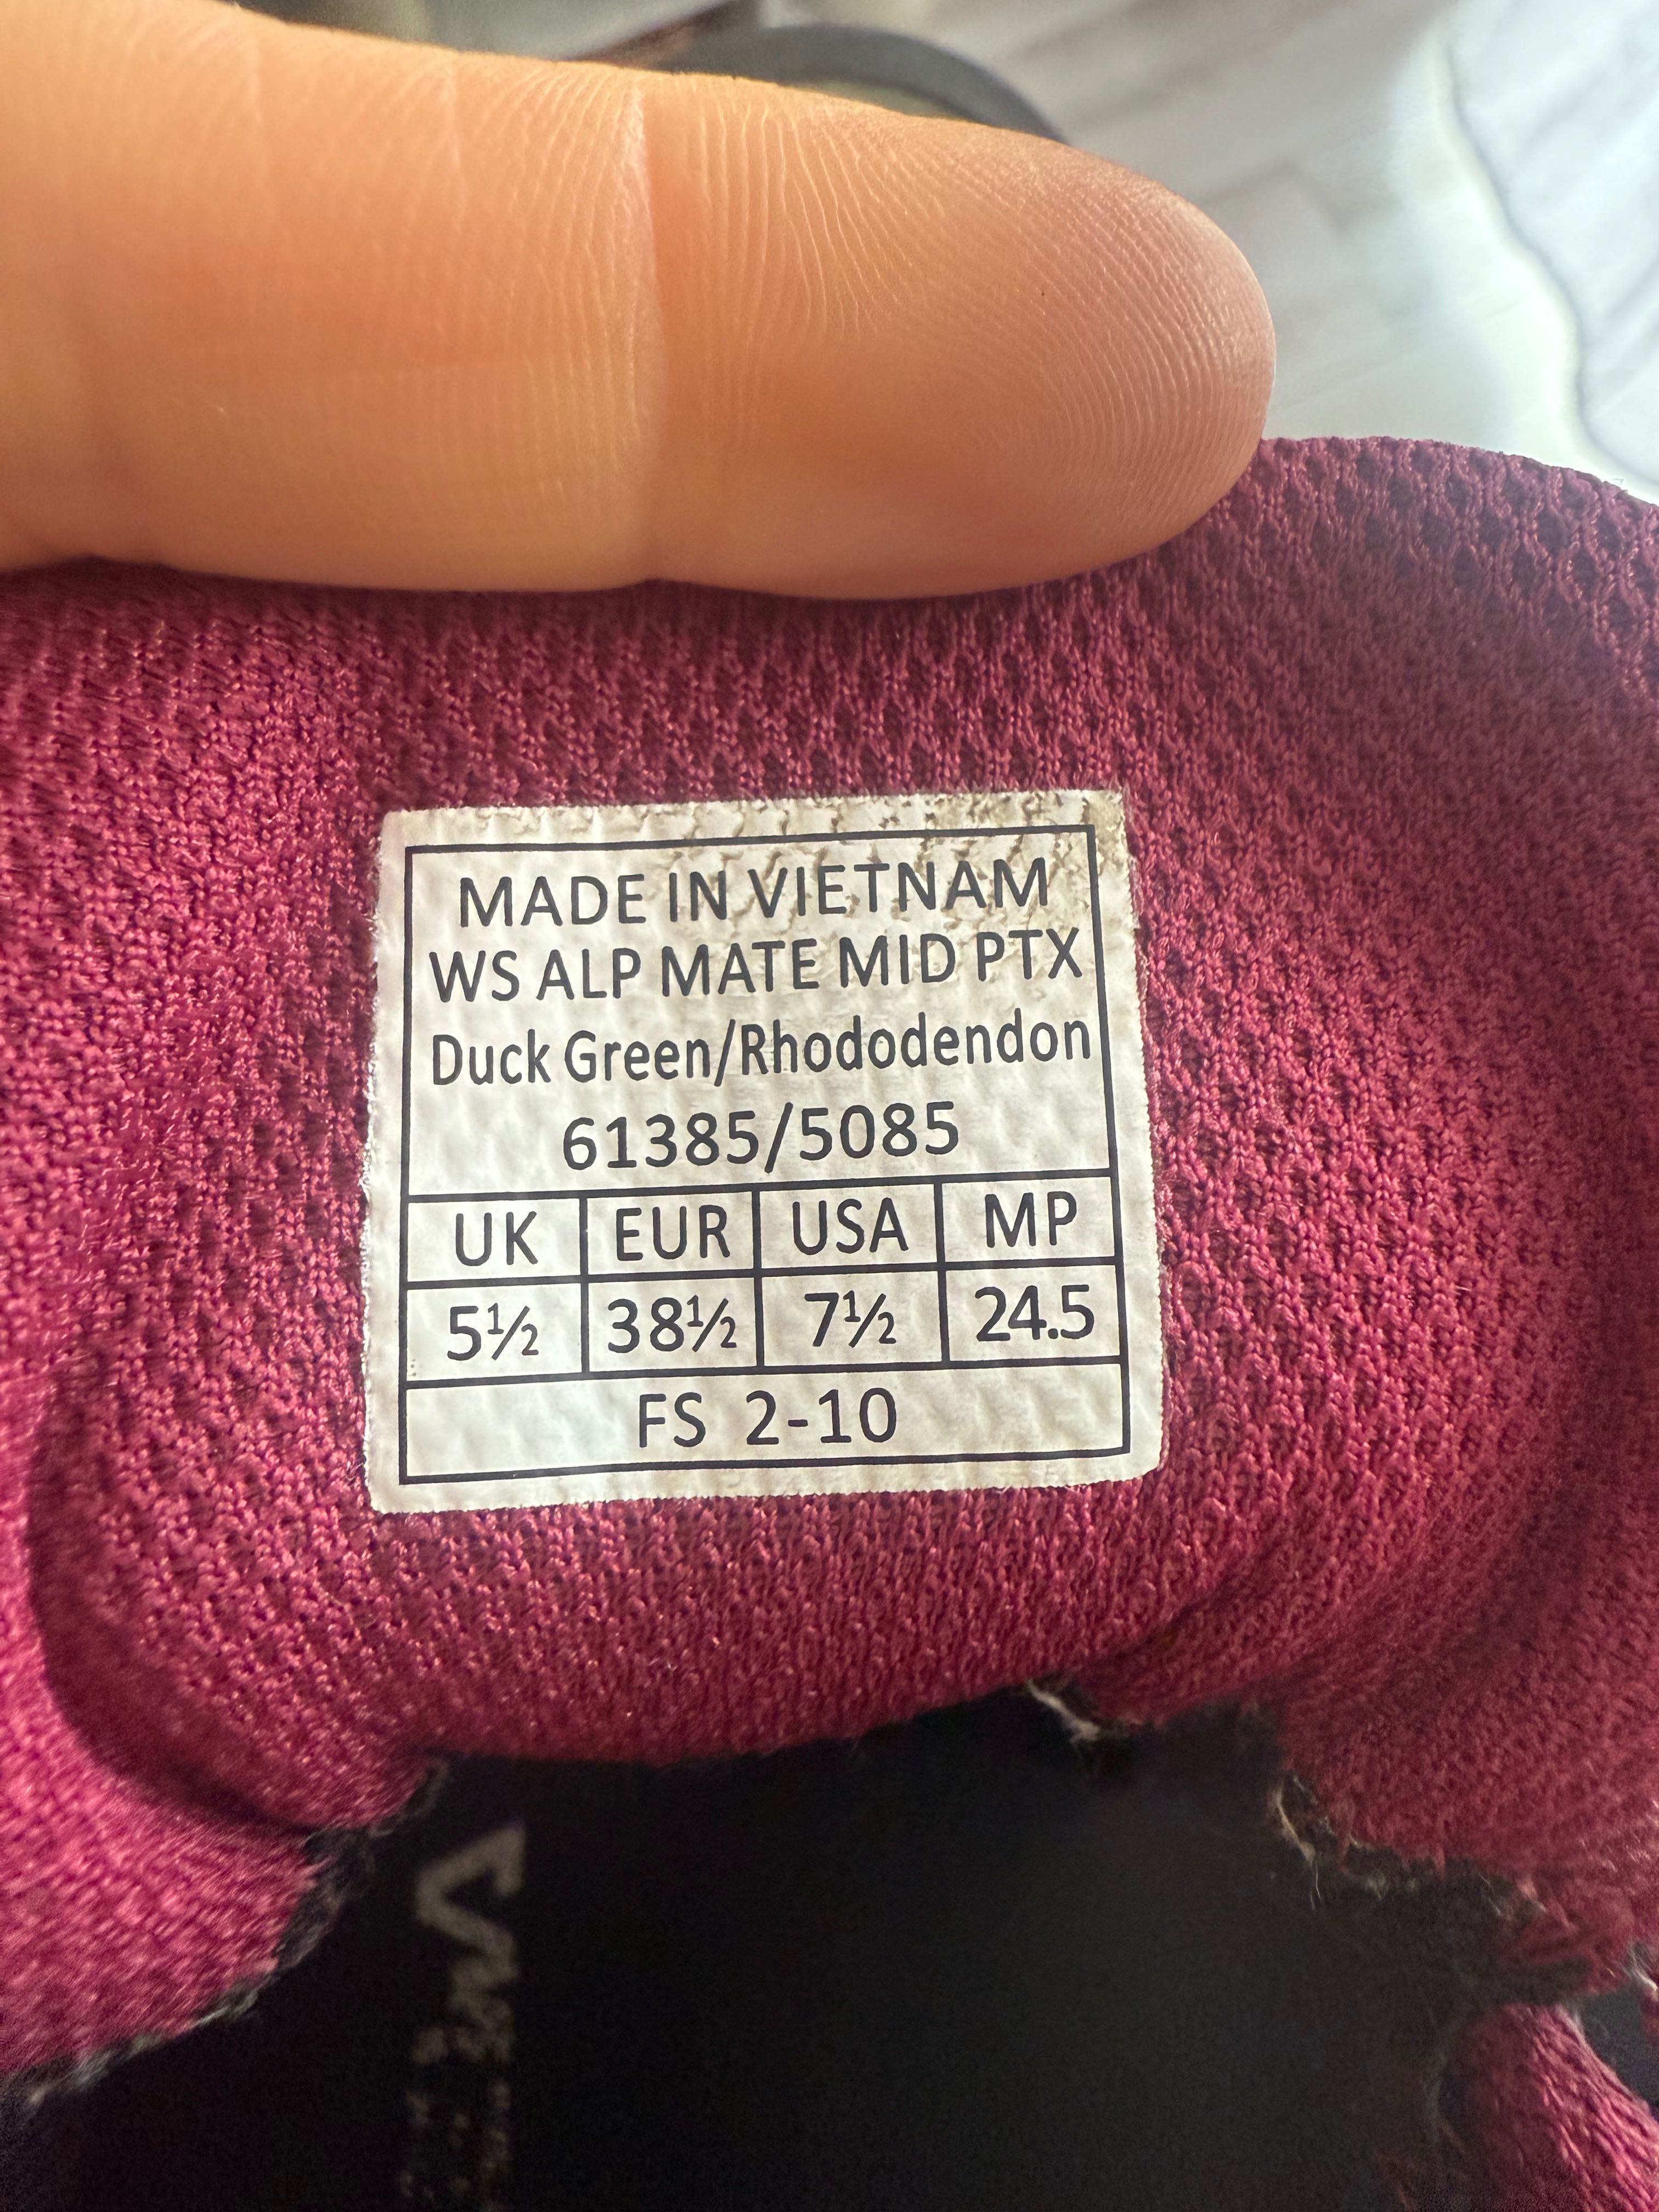 MADE IN VIETNAM
WS ALP MATE MID PTX
Duck Green/Rhododendon
61385/5085
UK EUR USA MP
5½ 38½ 7½ 24.5
FS 2-10